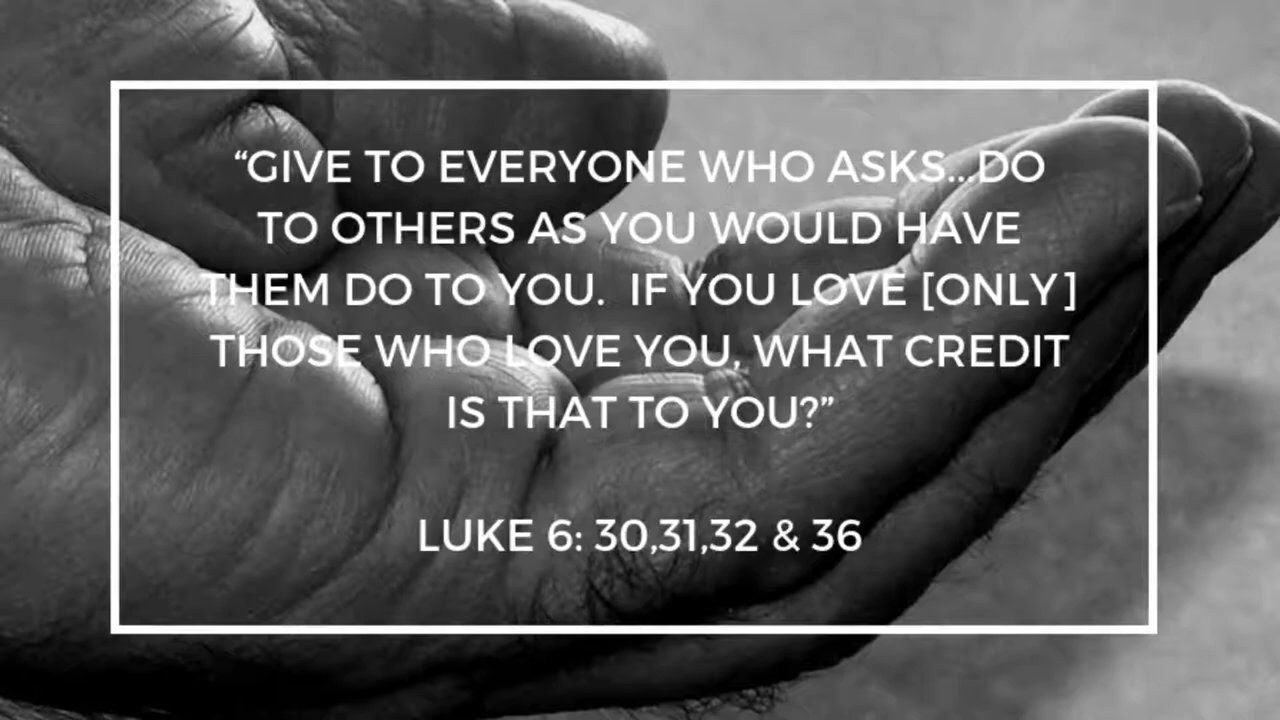 “GIVE TO EVERYONE WHO ASKS...DO
TO OTHERS AS YOU WOULD HAVE
THEM DO TO YOU.  IF YOU LOVE [ONLY]
THOSE WHO LOVE YOU, WHAT CREDIT
IS THAT TO YOU?”
LUKE 6: 30,31,32 & 36